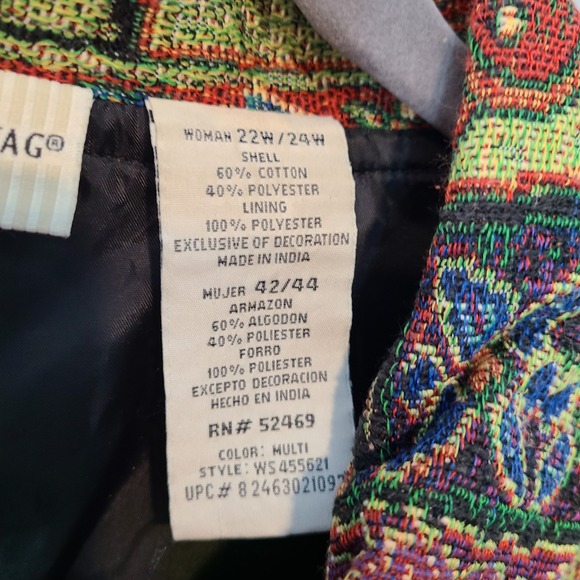 AG®
WOMAN 22W/24W
SHELL
60% COTTON
40% POLYESTER
LINING
100% POLYESTER
EXCLUSIVE OF DECORATION
MADE IN INDIA
MUJER 42/44
ARMAZON
60% ALGODON
40% POLIESTER
FORRO
100% POLIESTER
EXCEPTO DECORACION
HECHO EN INDIA
RN# 52469
COLOR: MULTI
STYLE: WS455621
UPC# 82463021097